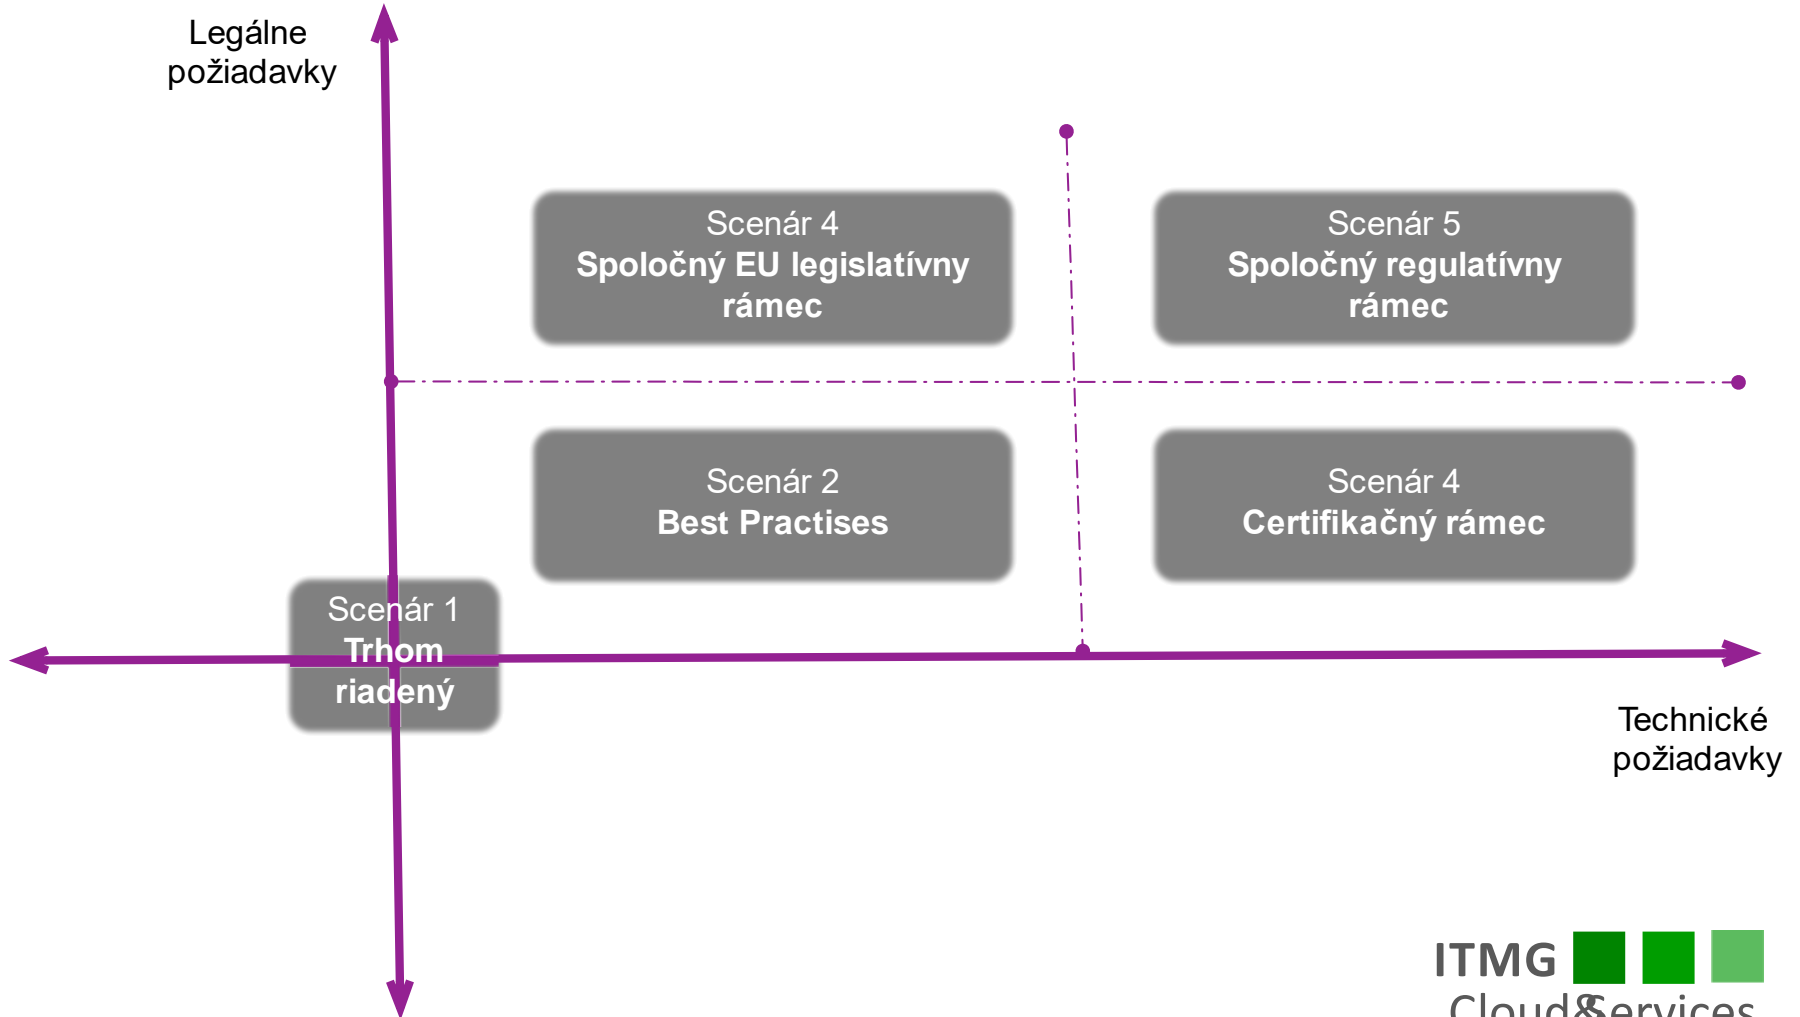 Legálne
požiadavky
Scenár 4
Spoločný EU legislatívny
rámec
Scenár 5
Spoločný regulatívny
rámec
Scenár 2
Best Practises
Scenár 4
Certifikačný rámec
Scenár 1
Trhom
riadený
Technické
požiadavky
ITMG
Cloud&Services